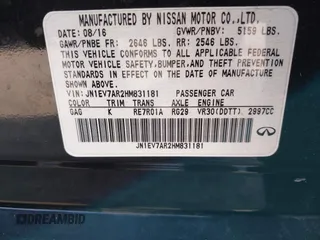 MANUFACTURED BY NISSAN MOTOR CO.,LTD.
DATE: 08/16 GVWR/PNBV: 5159 LBS.
GAWR/PNBE FR: 2646 LBS. RR: 2546 LBS.
THIS VEHICLE CONFORMS TO ALL APPLICABLE FEDERAL
MOTOR VEHICLE SAFETY, BUMPER, AND THEFT PREVENTION
STANDARDS IN EFFECT ON THE DATE OF MANUFACTURE
SHOWN ABOVE.
VIN: JN1EV7AR2HM831181 PASSENGER CAR
COLOR TRIM TRANS AXLE ENGINE
GAG K RE7R01A RG29 VR30(DDTT) 2997CC
JN1EV7AR2HM831181
INFINITI
© DREAMBID